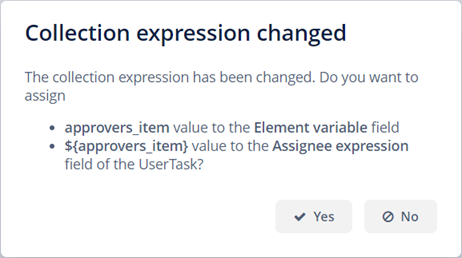 Collection expression changed
The collection expression has been changed. Do you want to
assign
• approvers_item value to the Element variable field
• ${approvers_item} value to the Assignee expression
field of the UserTask?
Yes No